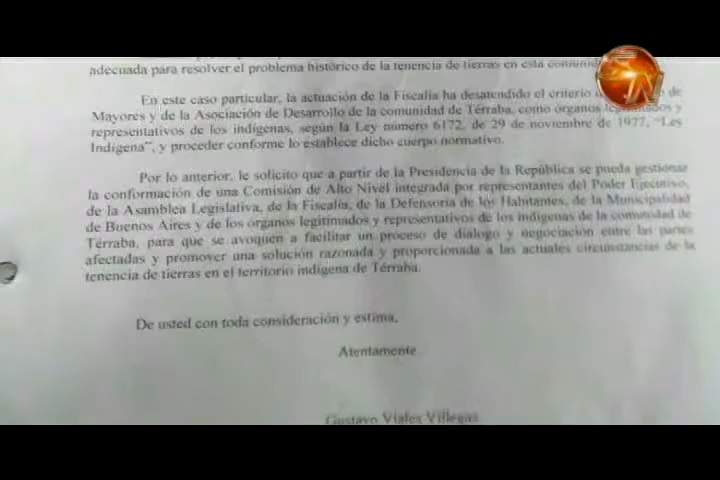 adecuada para resolver el problema histórico de la tenencia de tierras en esta
En este caso particular, la actuación de la Fiscalía ha desatendido el criterio de
Mayores y de la Asociación de Desarrollo de la comunidad de Térraba, como órganos legitimados y
representativos de los indígenas, según la Ley número 6172, de 29 de noviembre de 1977, "Ley
Indígena", y proceder conforme lo establece dicho cuerpo normativo.
Por lo anterior, le solicito que a partir de la Presidencia de la República se pueda gestionar
la conformación de una Comisión de Alto Nivel integrada por representantes del Poder Ejecutivo,
de la Asamblea Legislativa, de la Fiscalía, de la Defensoría de los Habitantes, de la Municipalidad
de Buenos Aires y de los órganos legitimados y representativos de los indígenas de la comunidad de
Térraba, para que se avoquen a facilitar un proceso de diálogo y negociación entre las partes
afectadas y promover una solución razonada y proporcionada a las actuales circunstancias de la
tenencia de tierras en el territorio indígena de Térraba.
De usted con toda consideración y estima,
Atentamente
Gustavo Viales Villegas